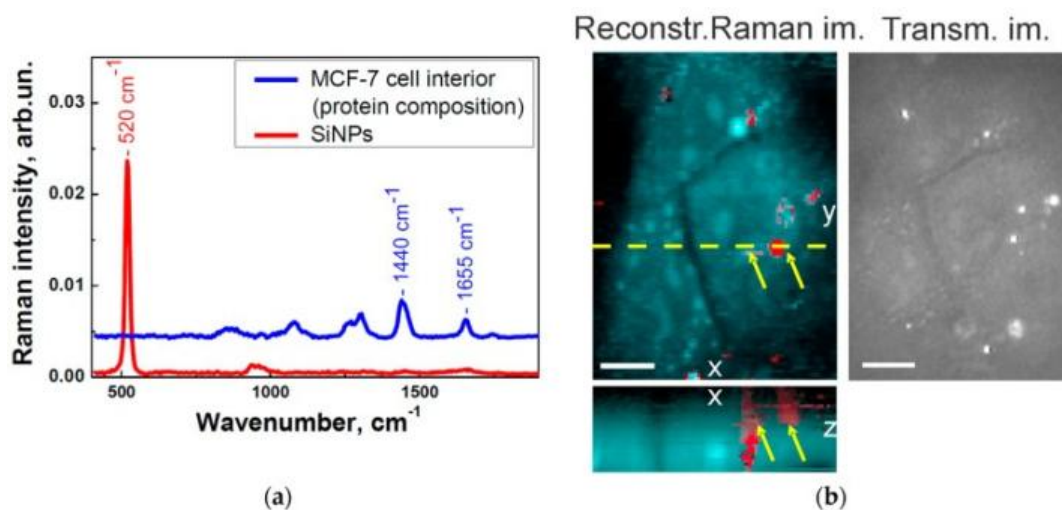 Reconstr.Raman im. Transm. im.
Raman intensity, arb.un.
0.03
0.02
0.01
0.00
520 cm-1
MCF-7 cell interior
(protein composition)
SiNPs
1440 cm-1
1655 cm-1
500 1000 1500
Wavenumber, cm-1
y
x
x
z
(a) (b)